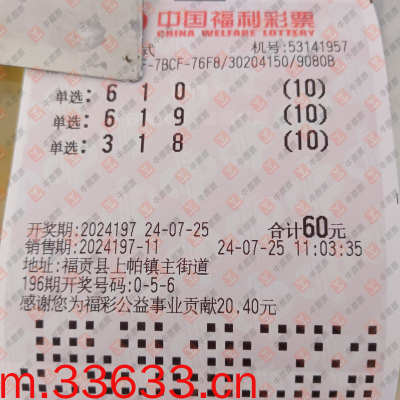 中国福利彩票
CHINA WELFARE LOTTERY
式 机号:53141957
-7BCF-76F8/30204150/9080B
单选: 6 1 0 (10)
单选: 6 1 9 (10)
单选: 3 1 8 (10)
开奖期:2024197 24-07-25 合计60元
销售期:2024197-11 24-07-25 11:03:35
地址:福贡县上帕镇主街道
196期开奖号码:0-5-6
感谢您为福彩公益事业贡献20.40元
m.33633.cn